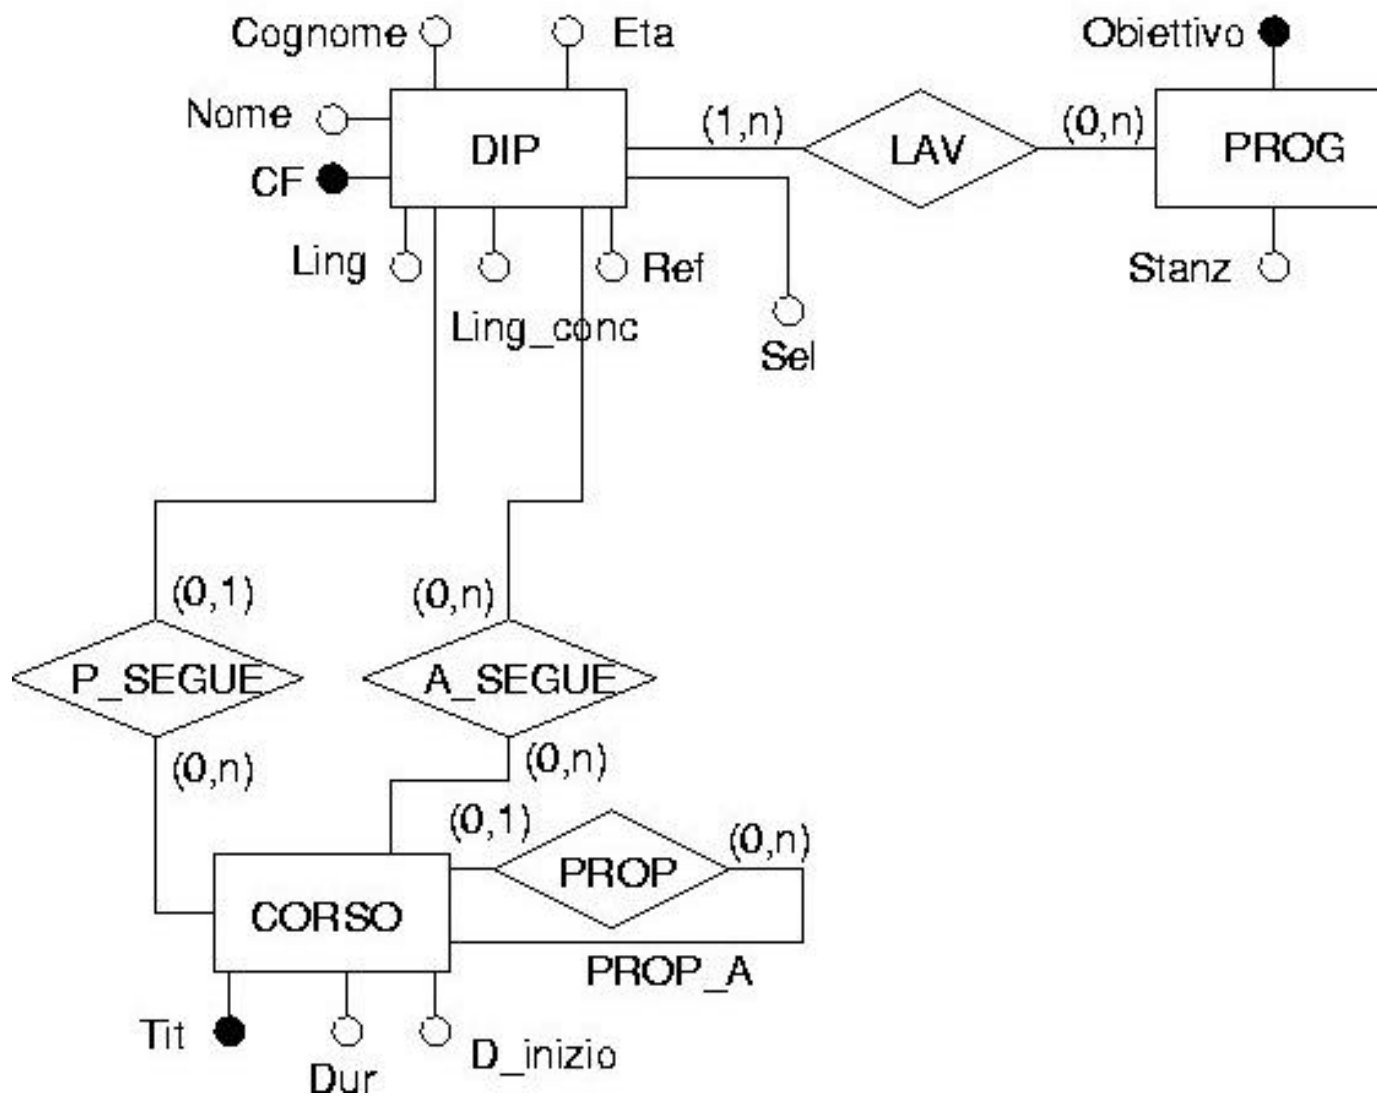 Cognome
Eta
Obiettivo
Nome
DIP
(1,n)
LAV
(0,n)
PROG
CF
Ling
Ref
Stanz
Ling_conc
Sel
(0,1)
(0,n)
P_SEGUE
A_SEGUE
(0,n)
(0,n)
(0,1)
(0,n)
PROP
CORSO
PROP_A
Tit
D_inizio
Dur